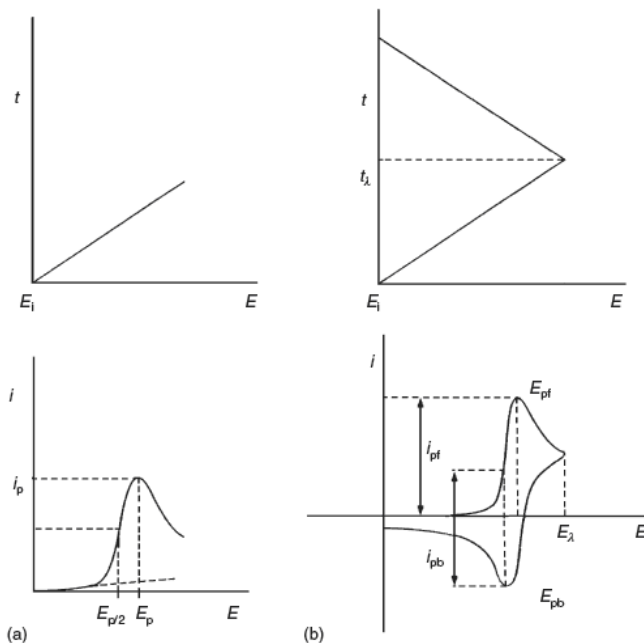 t
E_i
E
t
t_λ
E_i
E
i
i_p
E_p/2
E_p
E
(a)
i
E_pf
i_pf
i_pb
E_λ
E
E_pb
(b)